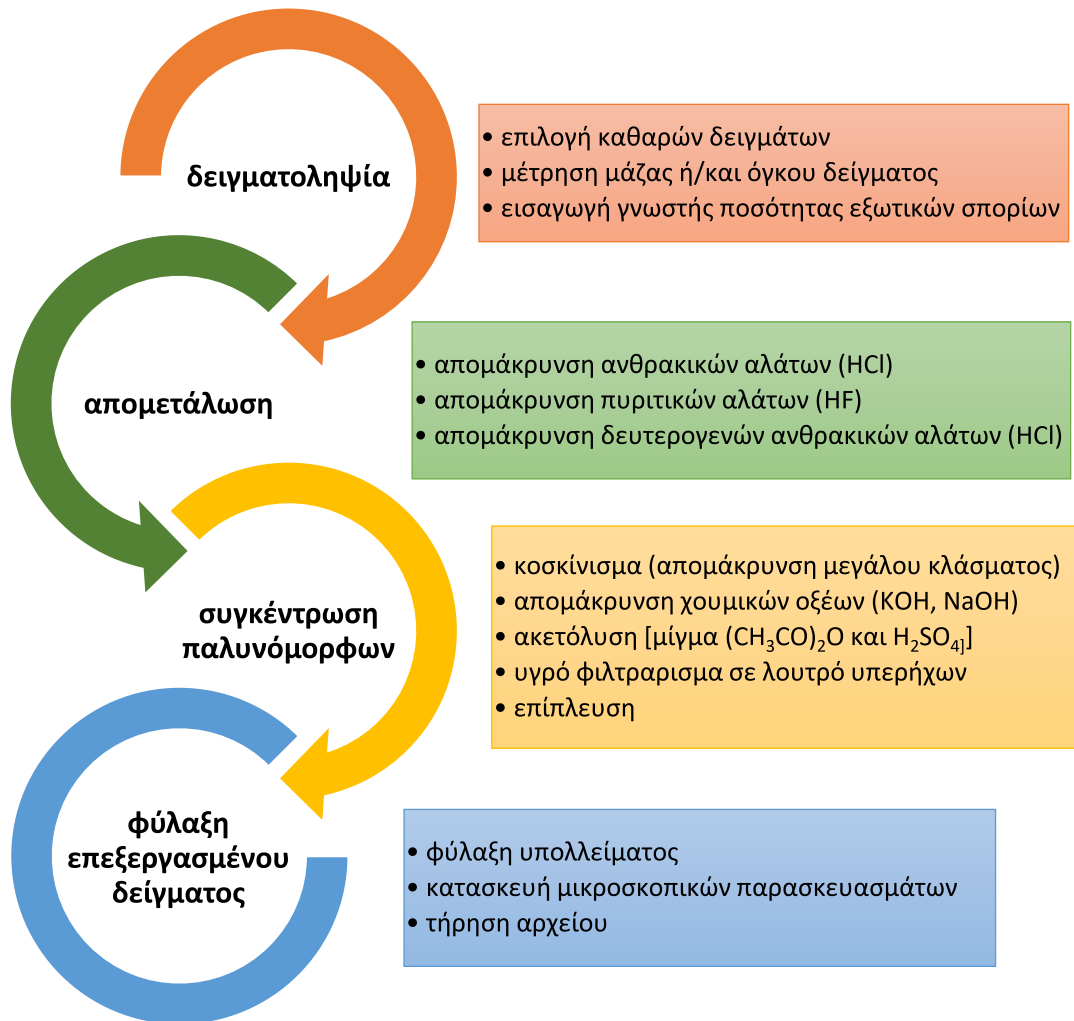 δειγματοληψία
• επιλογή καθαρών δειγμάτων
• μέτρηση μάζας ή/και όγκου δείγματος
• εισαγωγή γνωστής ποσότητας εξωτικών σπορίων
απομετάλωση
• απομάκρυνση ανθρακικών αλάτων (HCl)
• απομάκρυνση πυριτικών αλάτων (HF)
• απομάκρυνση δευτερογενών ανθρακικών αλάτων (HCl)
συγκέντρωση
παλυνόμορφων
• κοσκίνισμα (απομάκρυνση μεγάλου κλάσματος)
• απομάκρυνση χουμικών οξέων (KOH, NaOH)
• ακετόλυση [μίγμα (CH₃CO)₂O και H₂SO₄]]
• υγρό φιλτραρισμα σε λουτρό υπερήχων
• επίπλευση
φύλαξη
επεξεργασμένου
δείγματος
• φύλαξη υπολλείματος
• κατασκευή μικροσκοπικών παρασκευασμάτων
• τήρηση αρχείου